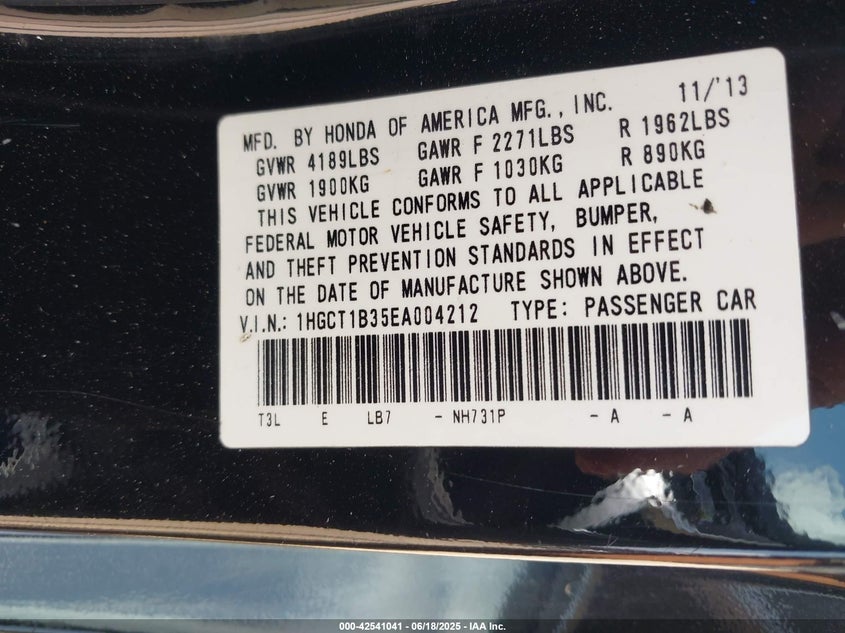 MFD. BY HONDA OF AMERICA MFG., INC. 11/'13
GVWR 4189LBS GAWR F 2271LBS R 1962LBS
GVWR 1900KG GAWR F 1030KG R 890KG
THIS VEHICLE CONFORMS TO ALL APPLICABLE
FEDERAL MOTOR VEHICLE SAFETY, BUMPER,
AND THEFT PREVENTION STANDARDS IN EFFECT
ON THE DATE OF MANUFACTURE SHOWN ABOVE.
V.I.N.: 1HGCT1B35EA004212 TYPE: PASSENGER CAR
T3L E LB7 - NH731P - A - A
000-42541041 - 06/18/2025 - IAA Inc.